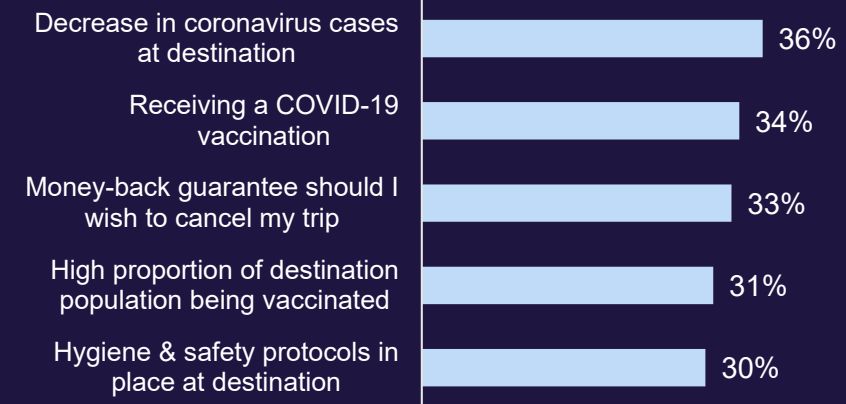 Decrease in coronavirus cases
at destination
36%
Receiving a COVID-19
vaccination
34%
Money-back guarantee should I
wish to cancel my trip
33%
High proportion of destination
population being vaccinated
31%
Hygiene & safety protocols in
place at destination
30%